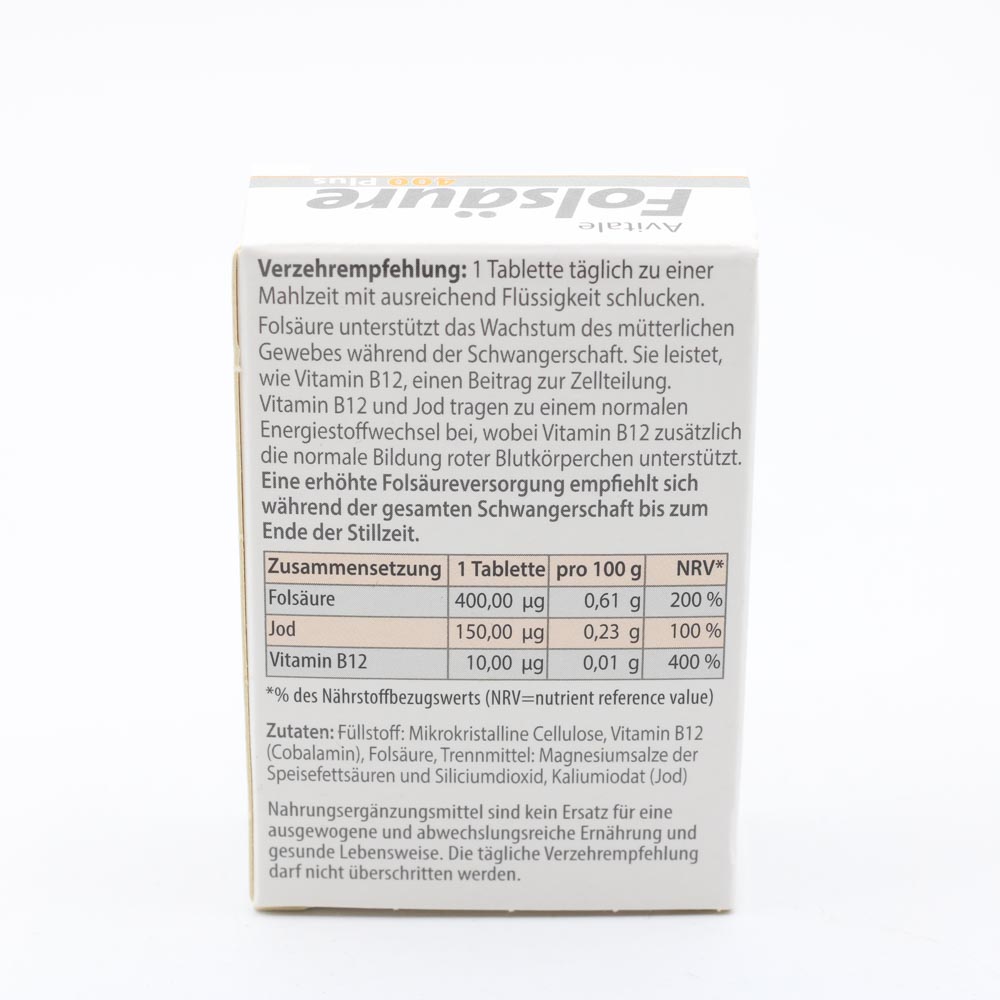 400 Plus
Folsäure
Avitale
Verzehrempfehlung: 1 Tablette täglich zu einer
Mahlzeit mit ausreichend Flüssigkeit schlucken.
Folsäure unterstützt das Wachstum des mütterlichen
Gewebes während der Schwangerschaft. Sie leistet,
wie Vitamin B12, einen Beitrag zur Zellteilung.
Vitamin B12 und Jod tragen zu einem normalen
Energiestoffwechsel bei, wobei Vitamin B12 zusätzlich
die normale Bildung roter Blutkörperchen unterstützt.
Eine erhöhte Folsäureversorgung empfiehlt sich
während der gesamten Schwangerschaft bis zum
Ende der Stillzeit.
Zusammensetzung 1 Tablette pro 100 g NRV*
Folsäure 400,00 µg 0,61 g 200 %
Jod 150,00 µg 0,23 g 100 %
Vitamin B12 10,00 µg 0,01 g 400 %
*% des Nährstoffbezugswerts (NRV=nutrient reference value)
Zutaten: Füllstoff: Mikrokristalline Cellulose, Vitamin B12
(Cobalamin), Folsäure, Trennmittel: Magnesiumsalze der
Speisefettsäuren und Siliciumdioxid, Kaliumiodat (Jod)
Nahrungsergänzungsmittel sind kein Ersatz für eine
ausgewogene und abwechslungsreiche Ernährung und
gesunde Lebensweise. Die tägliche Verzehrempfehlung
darf nicht überschritten werden.